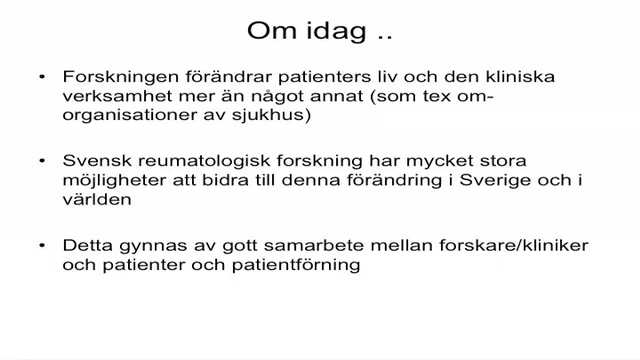 Om idag ..
• Forskningen förändrar patienters liv och den kliniska
verksamhet mer än något annat (som tex om-
organisationer av sjukhus)
• Svensk reumatologisk forskning har mycket stora
möjligheter att bidra till denna förändring i Sverige och i
världen
• Detta gynnas av gott samarbete mellan forskare/kliniker
och patienter och patientförning